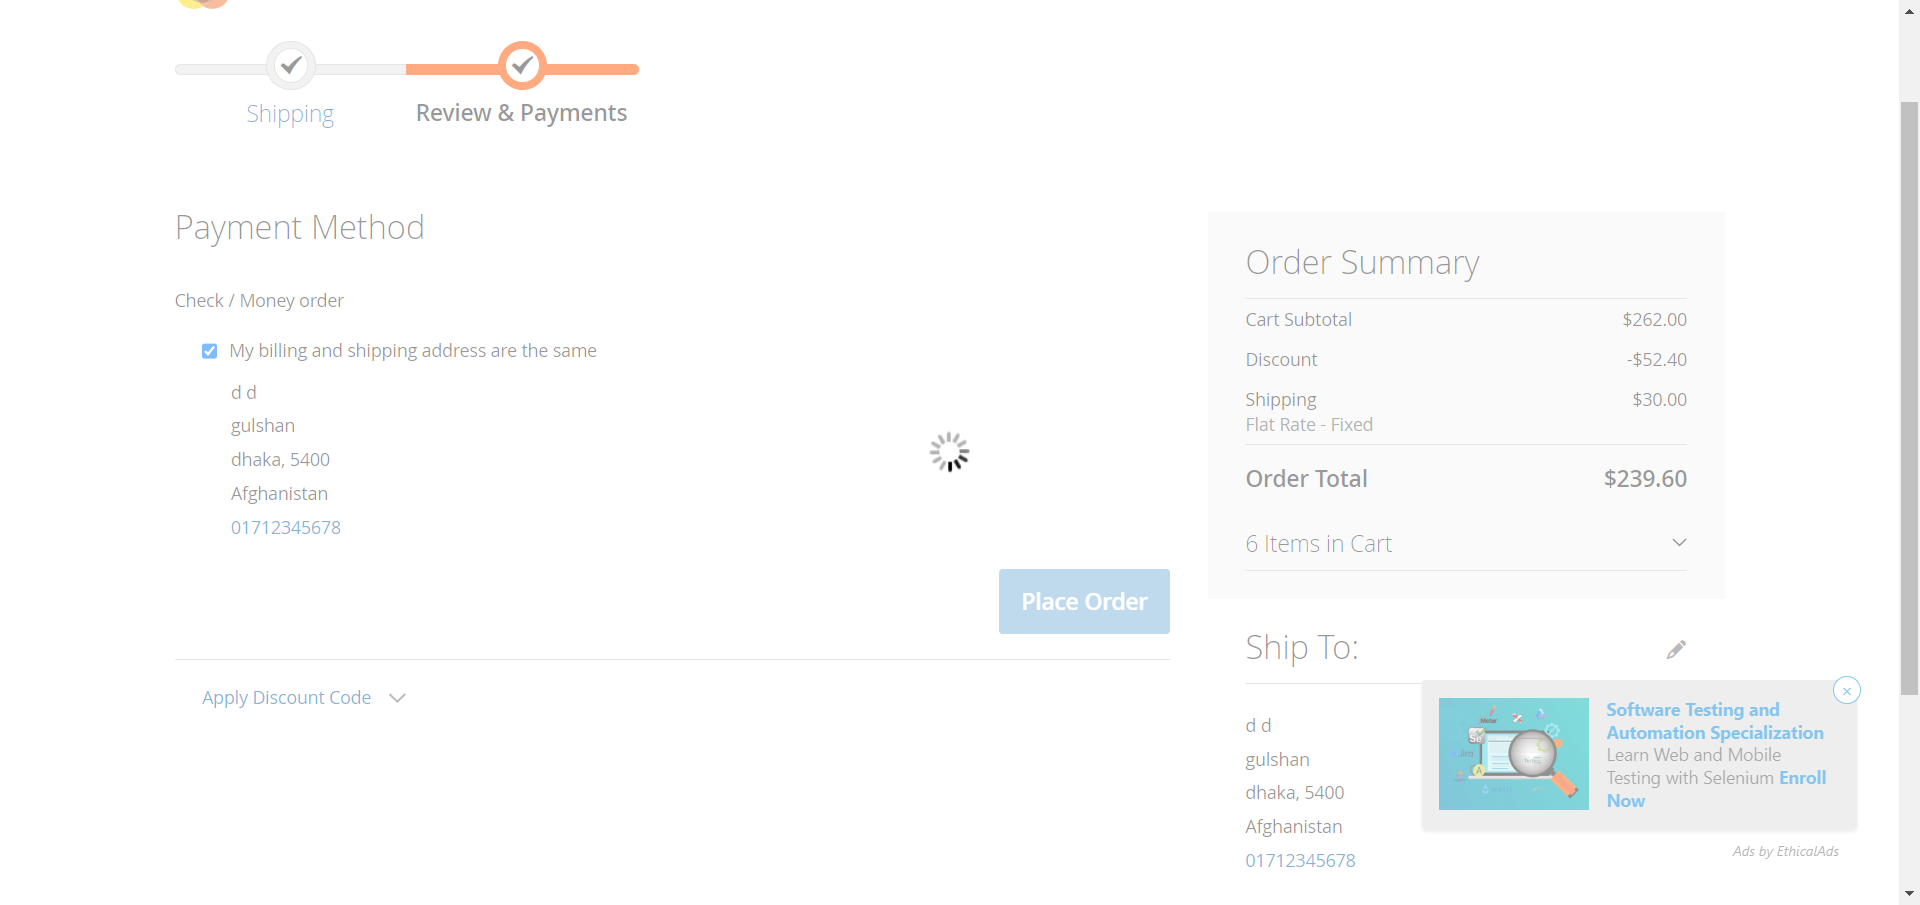 Shipping
Review & Payments
Payment Method
Check / Money order
My billing and shipping address are the same
d d
gulshan
dhaka, 5400
Afghanistan
01712345678
Place Order
Apply Discount Code
Order Summary
Cart Subtotal $262.00
Discount -$52.40
Shipping $30.00
Flat Rate - Fixed
Order Total $239.60
6 Items in Cart
Ship To:
d d
gulshan
dhaka, 5400
Afghanistan
01712345678
Software Testing and
Automation Specialization
Learn Web and Mobile
Testing with Selenium Enroll
Now
Ads by EthicalAds